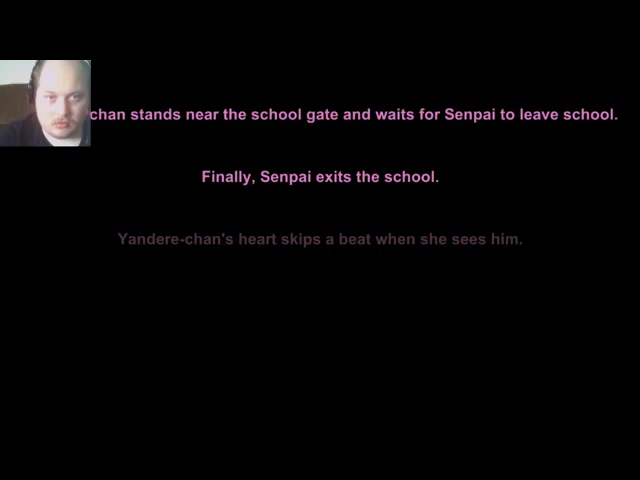 chan stands near the school gate and waits for Senpai to leave school.
Finally, Senpai exits the school.
Yandere-chan's heart skips a beat when she sees him.